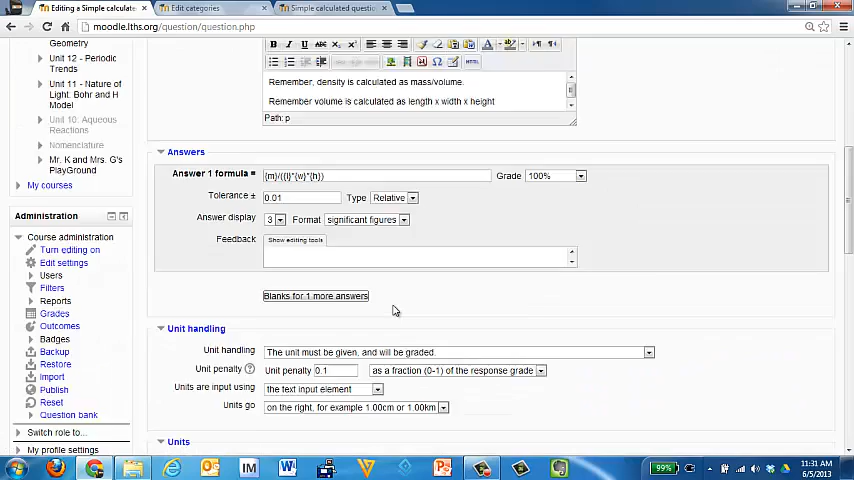 Editing a Simple calculate
Edit categories
Simple calculated questio
moodle.lths.org/question/question.php
Geometry
Unit 12 - Periodic
Trends
Unit 11 - Nature of
Light: Bohr and H
Model
Unit 10: Aqueous
Reactions
Nomenclature
Mr. K and Mrs. G's
PlayGround
My courses
Administration
Course administration
Turn editing on
Edit settings
Users
Filters
Reports
Grades
Outcomes
Badges
Backup
Restore
Import
Publish
Reset
Question bank
Switch role to...
My profile settings
B I U ABC
HTML
Remember, density is calculated as mass/volume.
Remember volume is calculated as length x width x height
Path: p
Answers
Answer 1 formula = {m}/({l}*{w}*{h}) Grade 100%
Tolerance ± 0.01 Type Relative
Answer display 3 Format significant figures
Feedback Show editing tools
Blanks for 1 more answers
Unit handling
Unit handling The unit must be given, and will be graded.
Unit penalty Unit penalty 0.1 as a fraction (0-1) of the response grade
Units are input using the text input element
Units go on the right, for example 1.00cm or 1.00km
Units
99%
11:31 AM
6/5/2013